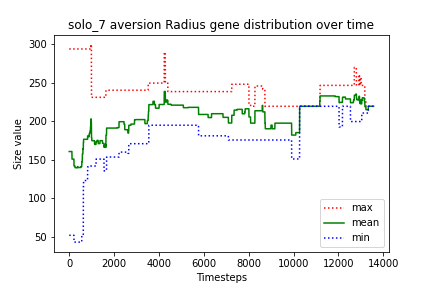 solo_7 aversion Radius gene distribution over time
300
250
200
150
100
50
Size value
max
mean
min
0 2000 4000 6000 8000 10000 12000 14000
Timesteps